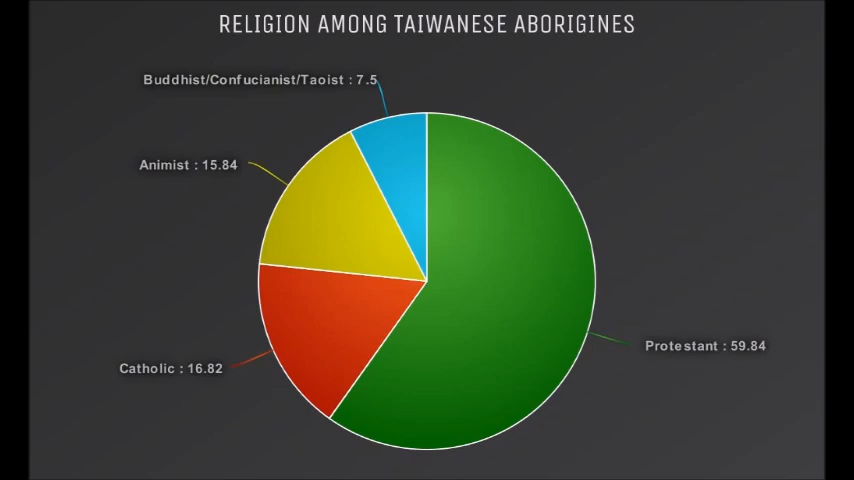 RELIGION AMONG TAIWANESE ABORIGINES
Buddhist/Confucianist/Taoist : 7.5
Animist : 15.84
Protestant : 59.84
Catholic : 16.82